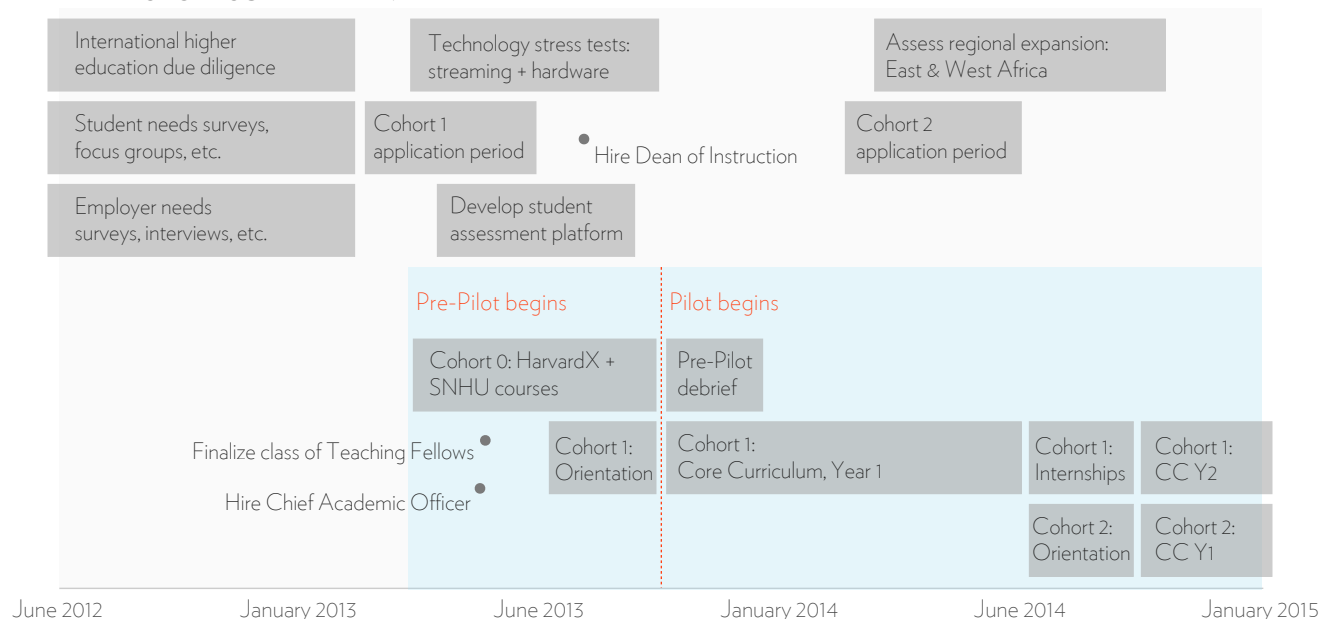 International higher
education due diligence
Technology stress tests:
streaming + hardware
Assess regional expansion:
East & West Africa
Student needs surveys,
focus groups, etc.
Cohort 1
application period
Hire Dean of Instruction
Cohort 2
application period
Employer needs
surveys, interviews, etc.
Develop student
assessment platform
Pre-Pilot begins
Pilot begins
Cohort 0: HarvardX +
SNHU courses
Pre-Pilot
debrief
Finalize class of Teaching Fellows
Hire Chief Academic Officer
Cohort 1:
Orientation
Cohort 1:
Core Curriculum, Year 1
Cohort 1:
Internships
Cohort 1:
CC Y2
Cohort 2:
Orientation
Cohort 2:
CC Y1
June 2012
January 2013
June 2013
January 2014
June 2014
January 2015